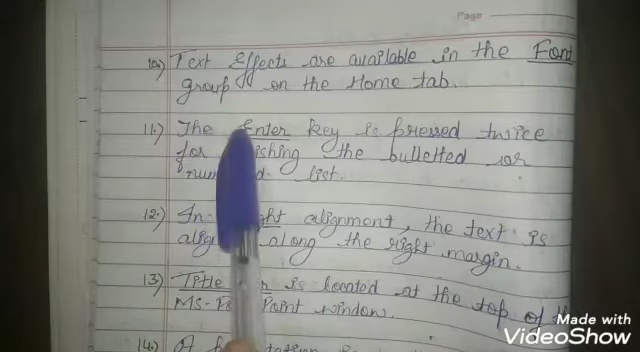 Page
10.) Text Effects are available in the Font
group on the Home tab.
11.) The Enter key is pressed twice
for the bulletted or
list.
12.) In alignment, the text is
along the right margin.
13.) Title is located at the top of
MS- Point window.
14.)
Made with
VideoShow